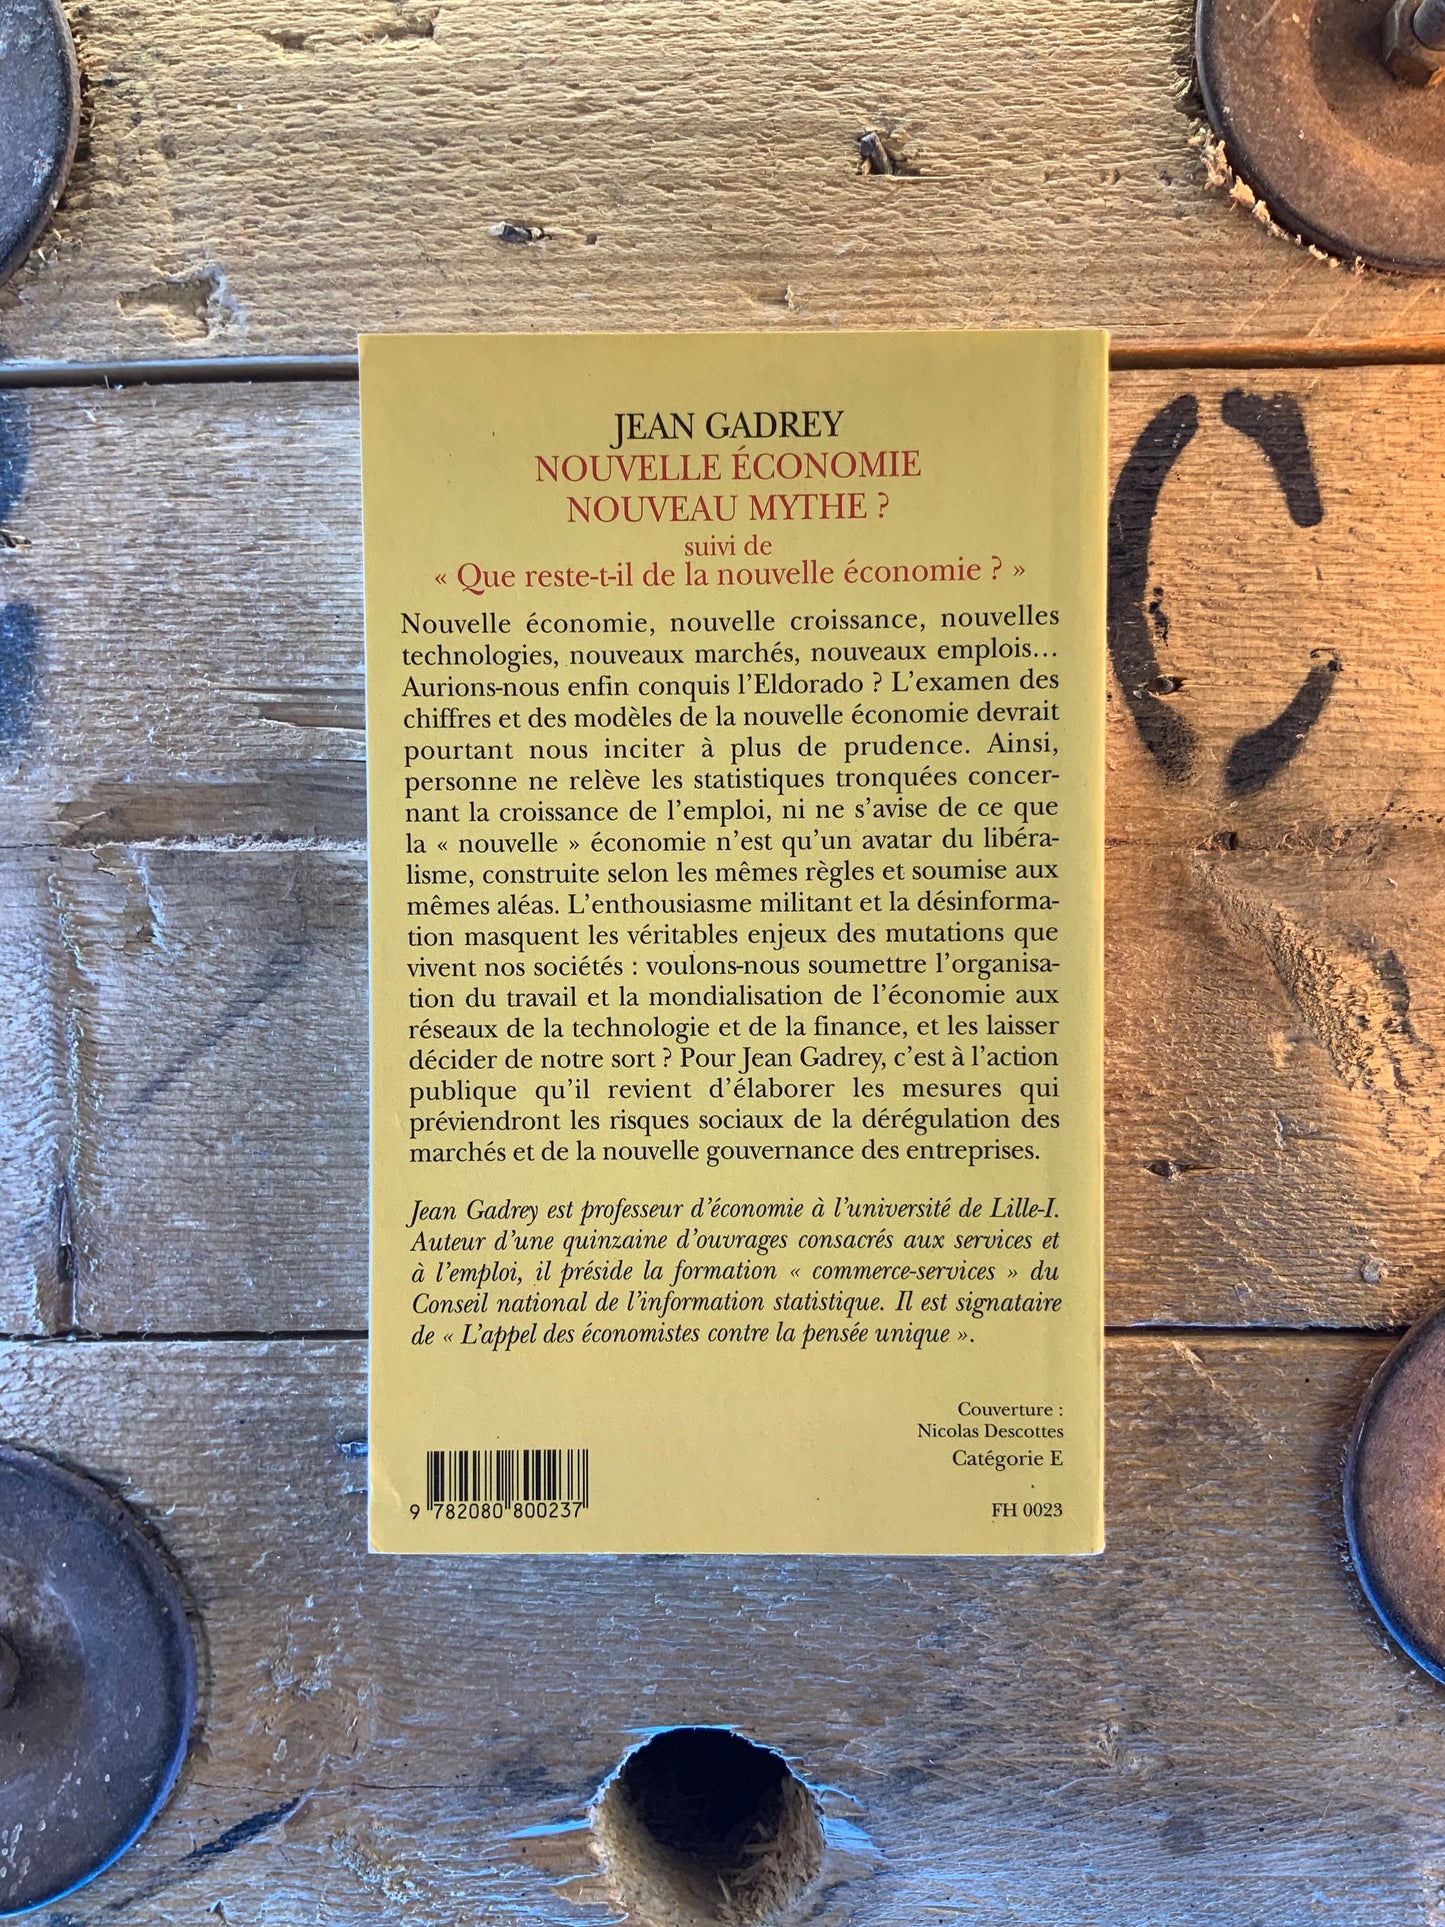 JEAN GADREY
NOUVELLE ÉCONOMIE
NOUVEAU MYTHE ?
suivi de
« Que reste-t-il de la nouvelle économie ? »
Nouvelle économie, nouvelle croissance, nouvelles
technologies, nouveaux marchés, nouveaux emplois…
Aurions-nous enfin conquis l'Eldorado ? L'examen des
chiffres et des modèles de la nouvelle économie devrait
pourtant nous inciter à plus de prudence. Ainsi,
personne ne relève les statistiques tronquées concer-
nant la croissance de l'emploi, ni ne s'avise de ce que
la « nouvelle » économie n'est qu'un avatar du libéra-
lisme, construite selon les mêmes règles et soumise aux
mêmes aléas. L'enthousiasme militant et la désinforma-
tion masquent les véritables enjeux des mutations que
vivent nos sociétés : voulons-nous soumettre l'organisa-
tion du travail et la mondialisation de l'économie aux
réseaux de la technologie et de la finance, et les laisser
décider de notre sort ? Pour Jean Gadrey, c'est à l'action
publique qu'il revient d'élaborer les mesures qui
préviendront les risques sociaux de la dérégulation des
marchés et de la nouvelle gouvernance des entreprises.
Jean Gadrey est professeur d'économie à l'université de Lille-I.
Auteur d'une quinzaine d'ouvrages consacrés aux services et
à l'emploi, il préside la formation « commerce-services » du
Conseil national de l'information statistique. Il est signataire
de « L'appel des économistes contre la pensée unique ».
Couverture :
Nicolas Descottes
Catégorie E
9 782080 800237
FH 0023